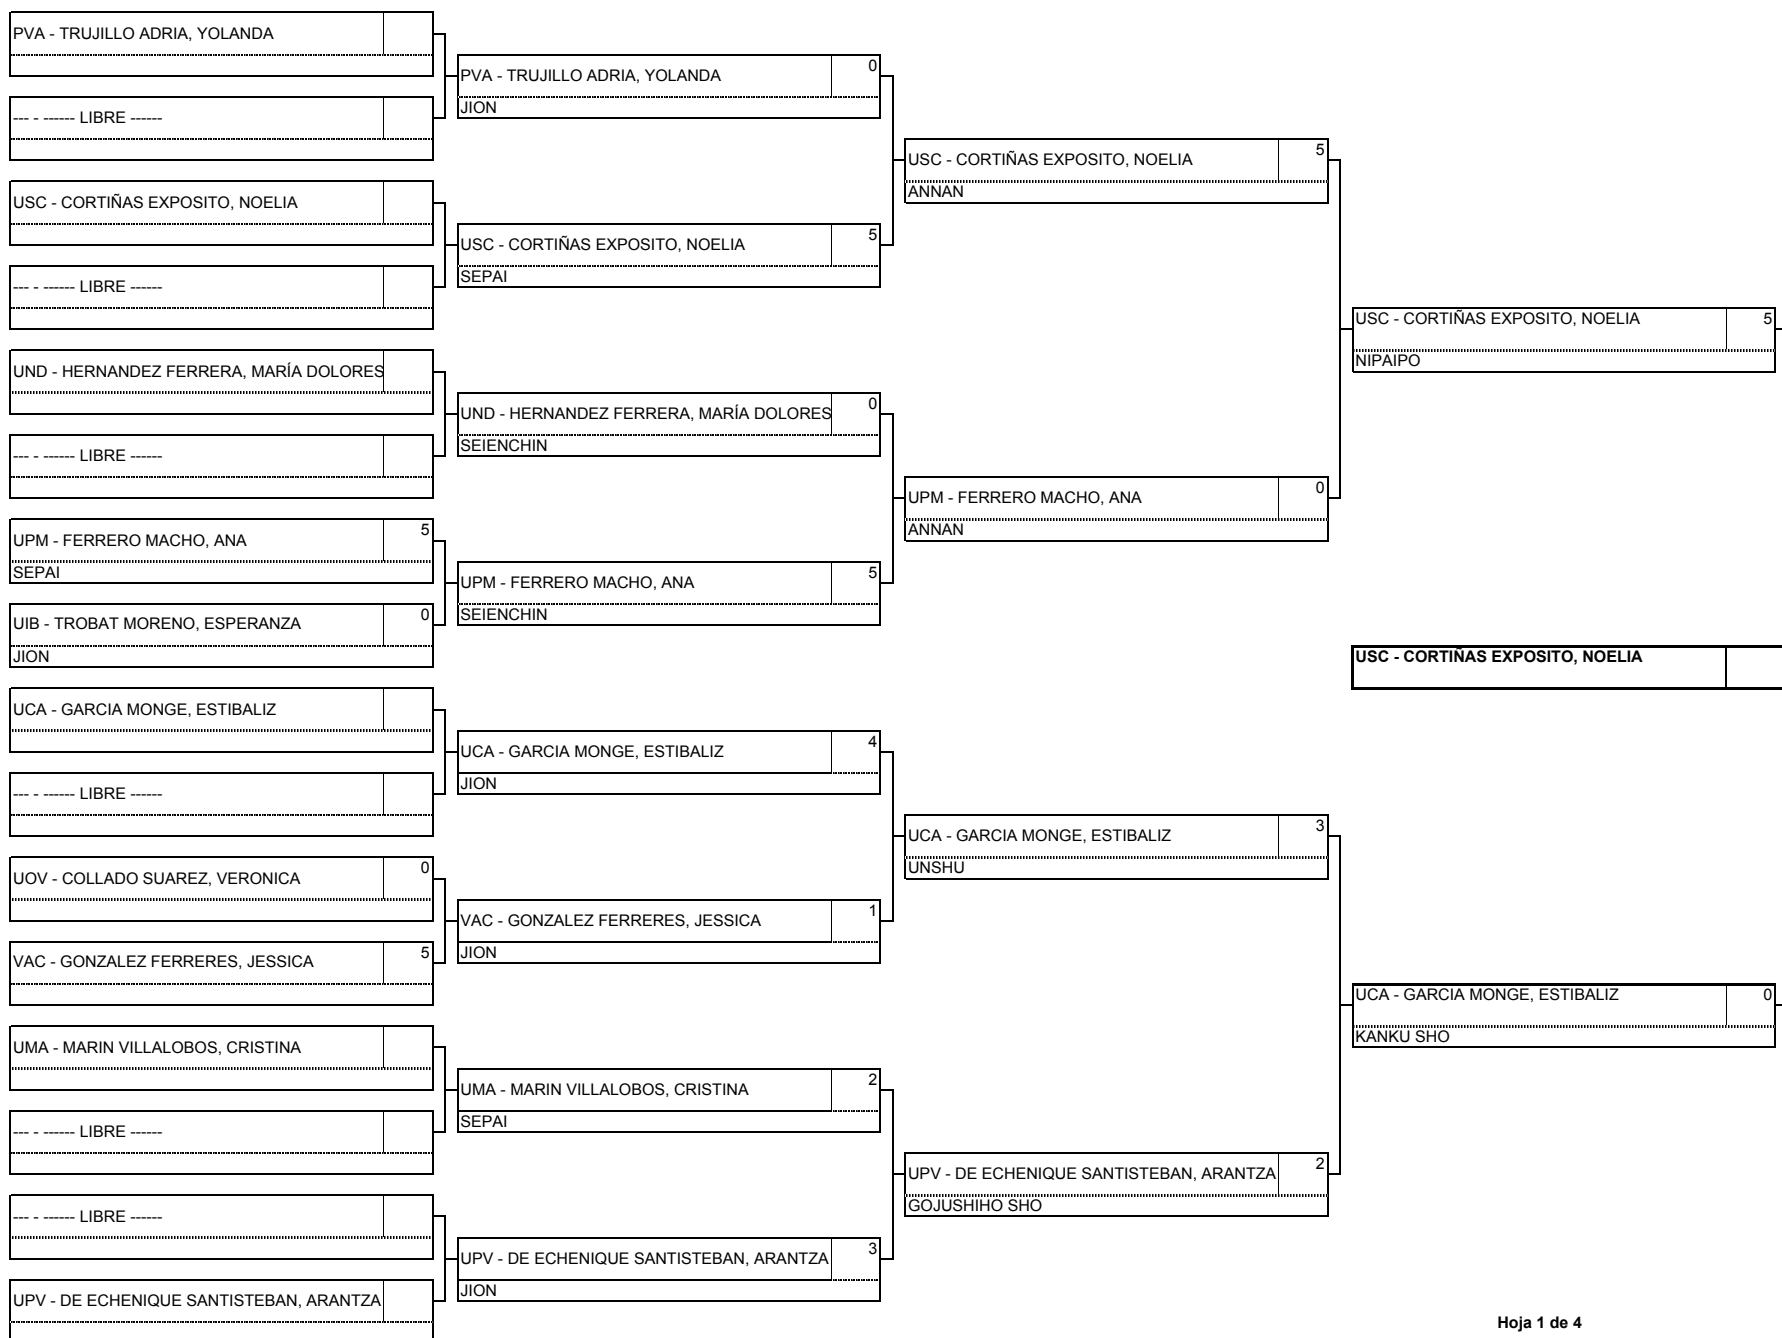 PVA - TRUJILLO ADRIA, YOLANDA
--- - ------ LIBRE ------
USC - CORTIÑAS EXPOSITO, NOELIA
--- - ------ LIBRE ------
UND - HERNANDEZ FERRERA, MARÍA DOLORES
--- - ------ LIBRE ------
UPM - FERRERO MACHO, ANA 5
SEPAI
UIB - TROBAT MORENO, ESPERANZA 0
JION
UCA - GARCIA MONGE, ESTIBALIZ
--- - ------ LIBRE ------
UOV - COLLADO SUAREZ, VERONICA 0
VAC - GONZALEZ FERRERES, JESSICA 5
UMA - MARIN VILLALOBOS, CRISTINA
--- - ------ LIBRE ------
--- - ------ LIBRE ------
UPV - DE ECHENIQUE SANTISTEBAN, ARANTZA
PVA - TRUJILLO ADRIA, YOLANDA 0
JION
USC - CORTIÑAS EXPOSITO, NOELIA 5
SEPAI
UND - HERNANDEZ FERRERA, MARÍA DOLORES 0
SEIENCHIN
UPM - FERRERO MACHO, ANA 5
SEIENCHIN
UCA - GARCIA MONGE, ESTIBALIZ 4
JION
VAC - GONZALEZ FERRERES, JESSICA 1
JION
UMA - MARIN VILLALOBOS, CRISTINA 2
SEPAI
UPV - DE ECHENIQUE SANTISTEBAN, ARANTZA 3
JION
USC - CORTIÑAS EXPOSITO, NOELIA 5
ANNAN
UPM - FERRERO MACHO, ANA 0
ANNAN
UCA - GARCIA MONGE, ESTIBALIZ 3
UNSHU
UPV - DE ECHENIQUE SANTISTEBAN, ARANTZA 2
GOJUSHIHO SHO
USC - CORTIÑAS EXPOSITO, NOELIA 5
NIPAIPO
USC - CORTIÑAS EXPOSITO, NOELIA
UCA - GARCIA MONGE, ESTIBALIZ 0
KANKU SHO
Hoja 1 de 4